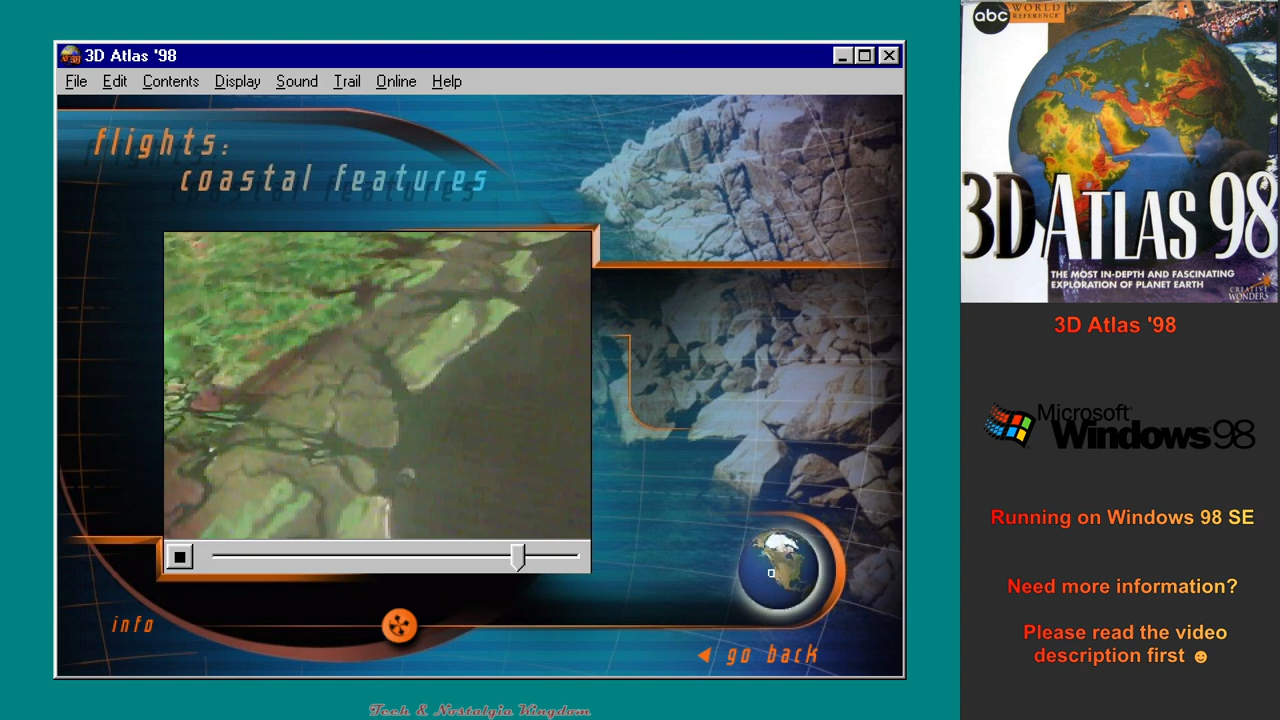 3D Atlas '98
File Edit Contents Display Sound Trail Online Help
flights:
coastal features
info
go back
Tech & Nostalgia Kingdom
abc WORLD
REFERENCE
3D ATLAS 98
THE MOST IN-DEPTH AND FASCINATING
EXPLORATION OF PLANET EARTH
CREATIVE
WONDERS
3D Atlas '98
Microsoft
Windows 98
Running on Windows 98 SE
Need more information?
Please read the video
description first ☻